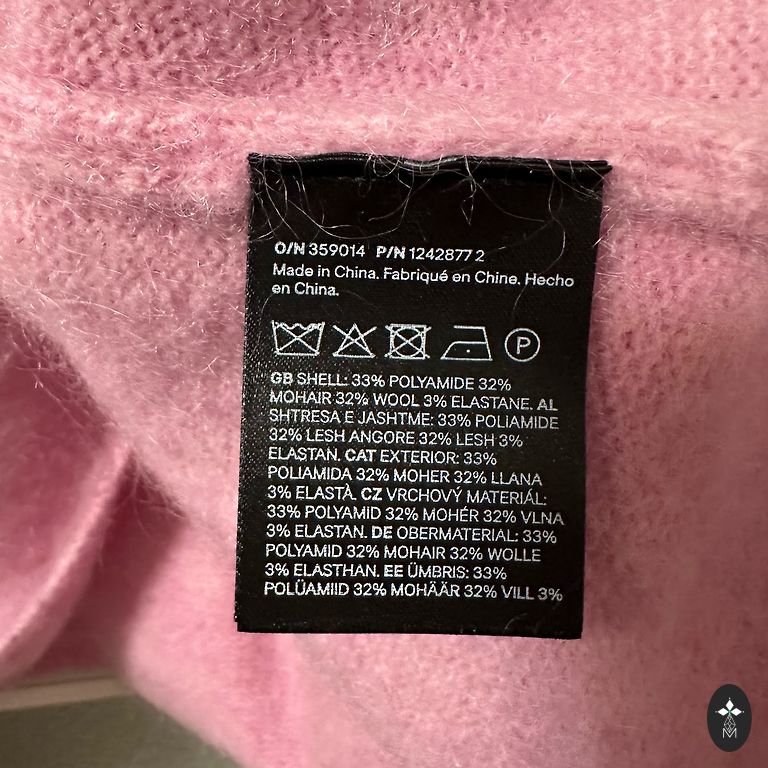 O/N 359014 P/N 1242877 2
Made in China. Fabriqué en Chine. Hecho
en China.
P
GB SHELL: 33% POLYAMIDE 32%
MOHAIR 32% WOOL 3% ELASTANE. AL
SHTRESA E JASHTME: 33% POLIAMIDE
32% LESH ANGORE 32% LESH 3%
ELASTAN. CAT EXTERIOR: 33%
POLIAMIDA 32% MOHER 32% LLANA
3% ELASTÀ. CZ VRCHOVÝ MATERIÁL:
33% POLYAMID 32% MOHÉR 32% VLNA
3% ELASTAN. DE OBERMATERIAL: 33%
POLYAMID 32% MOHAIR 32% WOLLE
3% ELASTHAN. EE ÜMBRIS: 33%
POLÜAMIID 32% MOHÄÄR 32% VILL 3%
M